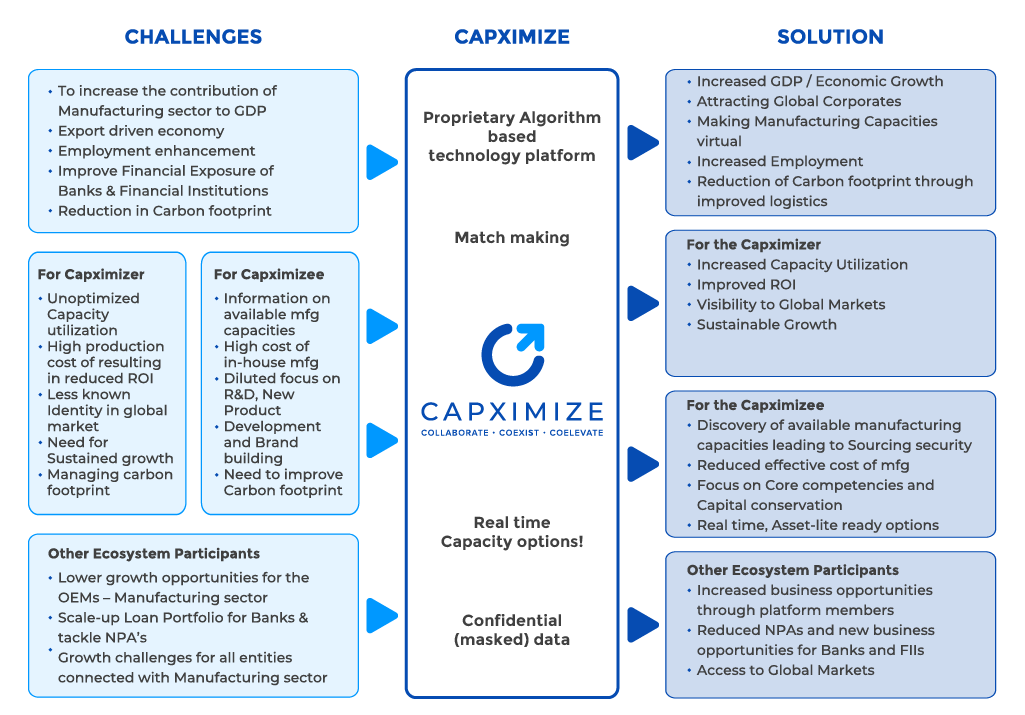 CHALLENGES
To increase the contribution of
Manufacturing sector to GDP
Export driven economy
Employment enhancement
Improve Financial Exposure of
Banks & Financial Institutions
Reduction in Carbon footprint
For Capximizer
Unoptimized
Capacity
utilization
High production
cost of resulting
in reduced ROI
Less known
Identity in global
market
Need for
Sustained growth
Managing carbon
footprint
For Capximizee
Information on
available mfg
capacities
High cost of
in-house mfg
Diluted focus on
R&D, New
Product
Development
and Brand
building
Need to improve
Carbon footprint
Other Ecosystem Participants
Lower growth opportunities for the
OEMs – Manufacturing sector
Scale-up Loan Portfolio for Banks &
tackle NPA's
Growth challenges for all entities
connected with Manufacturing sector
CAPXIMIZE
Proprietary Algorithm
based
technology platform
Match making
CAPXIMIZE
COLLABORATE • COEXIST • COELEVATE
Real time
Capacity options!
Confidential
(masked) data
SOLUTION
Increased GDP / Economic Growth
Attracting Global Corporates
Making Manufacturing Capacities
virtual
Increased Employment
Reduction of Carbon footprint through
improved logistics
For the Capximizer
Increased Capacity Utilization
Improved ROI
Visibility to Global Markets
Sustainable Growth
For the Capximizee
Discovery of available manufacturing
capacities leading to Sourcing security
Reduced effective cost of mfg
Focus on Core competencies and
Capital conservation
Real time, Asset-lite ready options
Other Ecosystem Participants
Increased business opportunities
through platform members
Reduced NPAs and new business
opportunities for Banks and FIIs
Access to Global Markets